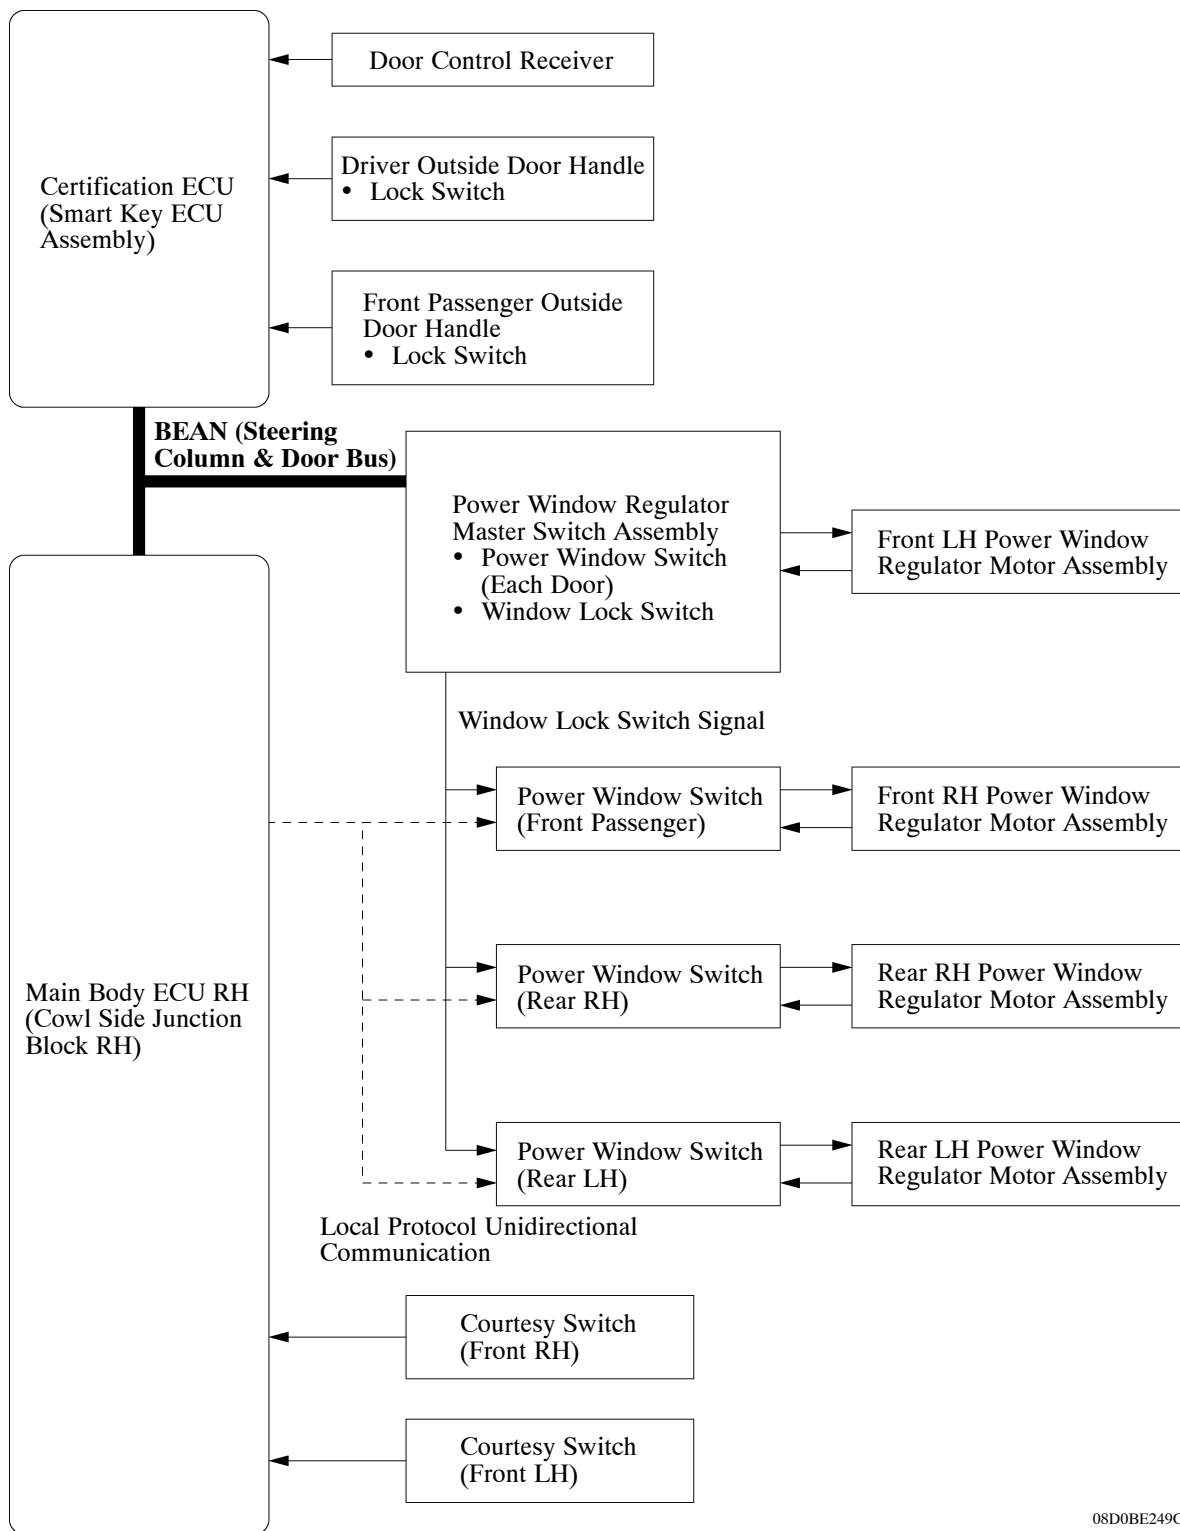 Door Control Receiver
Driver Outside Door Handle
• Lock Switch
Certification ECU
(Smart Key ECU
Assembly)
Front Passenger Outside
Door Handle
• Lock Switch
BEAN (Steering
Column & Door Bus)
Power Window Regulator
Master Switch Assembly
• Power Window Switch
(Each Door)
• Window Lock Switch
Front LH Power Window
Regulator Motor Assembly
Window Lock Switch Signal
Power Window Switch
(Front Passenger)
Front RH Power Window
Regulator Motor Assembly
Power Window Switch
(Rear RH)
Rear RH Power Window
Regulator Motor Assembly
Main Body ECU RH
(Cowl Side Junction
Block RH)
Power Window Switch
(Rear LH)
Rear LH Power Window
Regulator Motor Assembly
Local Protocol Unidirectional
Communication
Courtesy Switch
(Front RH)
Courtesy Switch
(Front LH)
08D0BE249C